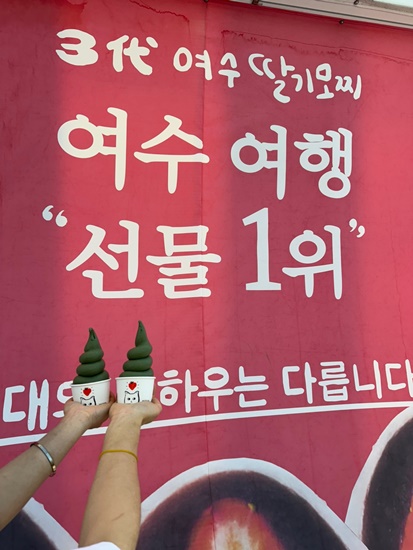 3代 여수 딸기모찌
여수 여행
"선물 1위"
대의 하우는 다릅니다